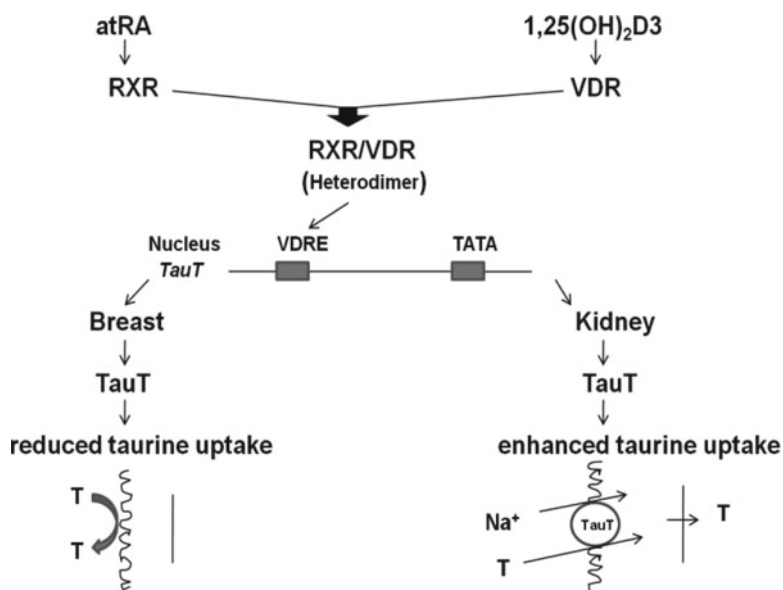 atRA
1,25(OH)₂D3
RXR
VDR
RXR/VDR
(Heterodimer)
Nucleus
VDRE
TATA
TauT
Breast
Kidney
TauT
TauT
reduced taurine uptake
enhanced taurine uptake
T
T
Na⁺
TauT
T
T